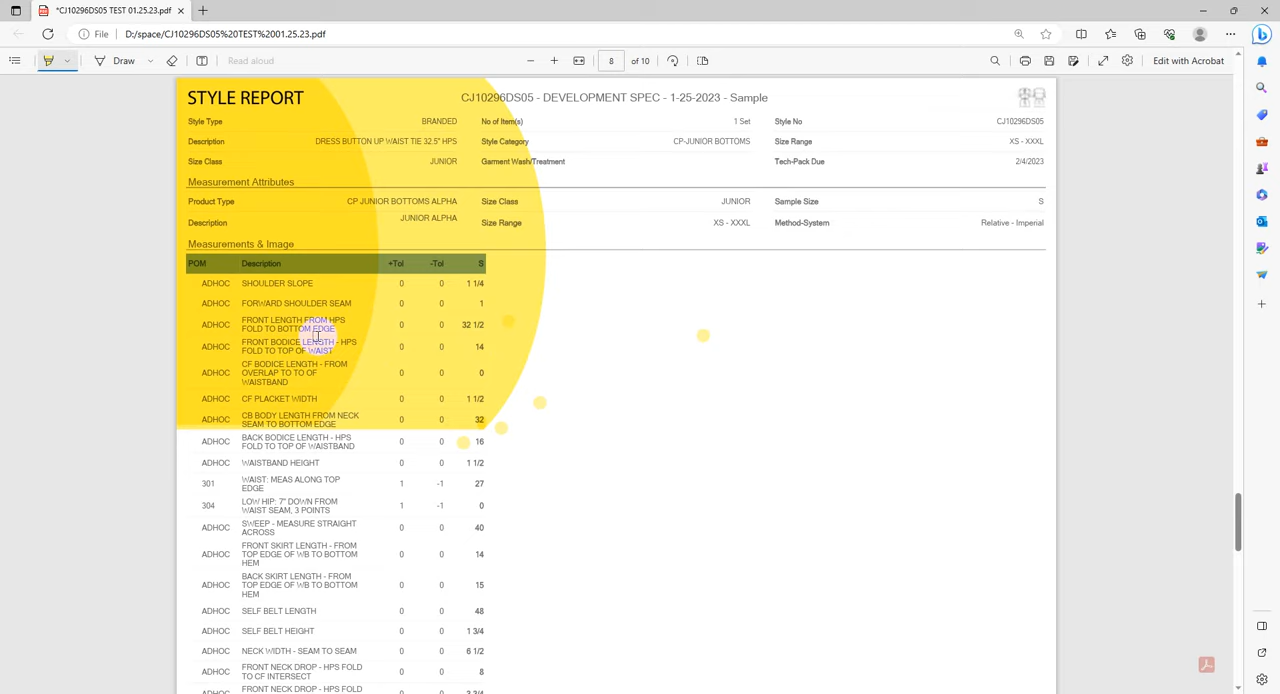 *CJ10296DS05 TEST 01.25.23.pdf
File D:/space/CJ10296DS05%20TEST%2001.25.23.pdf
Draw Read aloud 8 of 10 Edit with Acrobat
STYLE REPORT CJ10296DS05 - DEVELOPMENT SPEC - 1-25-2023 - Sample
Style Type BRANDED No of Item(s) 1 Set Style No CJ10296DS05
Description DRESS BUTTON UP WAIST TIE 32.5" HPS Style Category CP-JUNIOR BOTTOMS Size Range XS - XXXL
Size Class JUNIOR Garment Wash/Treatment Tech-Pack Due 2/4/2023
Measurement Attributes
Product Type CP JUNIOR BOTTOMS ALPHA Size Class JUNIOR Sample Size S
Description JUNIOR ALPHA Size Range XS - XXXL Method-System Relative - Imperial
Measurements & Image
POM Description +Tol -Tol S
ADHOC SHOULDER SLOPE 0 0 1 1/4
ADHOC FORWARD SHOULDER SEAM 0 0 1
ADHOC FRONT LENGTH FROM HPS 0 0 32 1/2
FOLD TO BOTTOM EDGE
ADHOC FRONT BODICE LENGTH - HPS 0 0 14
FOLD TO TOP OF WAIST
CF BODICE LENGTH - FROM
ADHOC OVERLAP TO TO OF 0 0 0
WAISTBAND
ADHOC CF PLACKET WIDTH 0 0 1 1/2
ADHOC CB BODY LENGTH FROM NECK 0 0 32
SEAM TO BOTTOM EDGE
ADHOC BACK BODICE LENGTH - HPS 0 0 16
FOLD TO TOP OF WAISTBAND
ADHOC WAISTBAND HEIGHT 0 0 1 1/2
301 WAIST: MEAS ALONG TOP 1 -1 27
EDGE
304 LOW HIP: 7" DOWN FROM 1 -1 0
WAIST SEAM, 3 POINTS
ADHOC SWEEP - MEASURE STRAIGHT 0 0 40
ACROSS
FRONT SKIRT LENGTH - FROM
ADHOC TOP EDGE OF WB TO BOTTOM 0 0 14
HEM
BACK SKIRT LENGTH - FROM
ADHOC TOP EDGE OF WB TO BOTTOM 0 0 15
HEM
ADHOC SELF BELT LENGTH 0 0 48
ADHOC SELF BELT HEIGHT 0 0 1 3/4
ADHOC NECK WIDTH - SEAM TO SEAM 0 0 6 1/2
ADHOC FRONT NECK DROP - HPS FOLD 0 0 8
TO CF INTERSECT
ADHOC FRONT NECK DROP - HPS FOLD 0 0 3 3/4